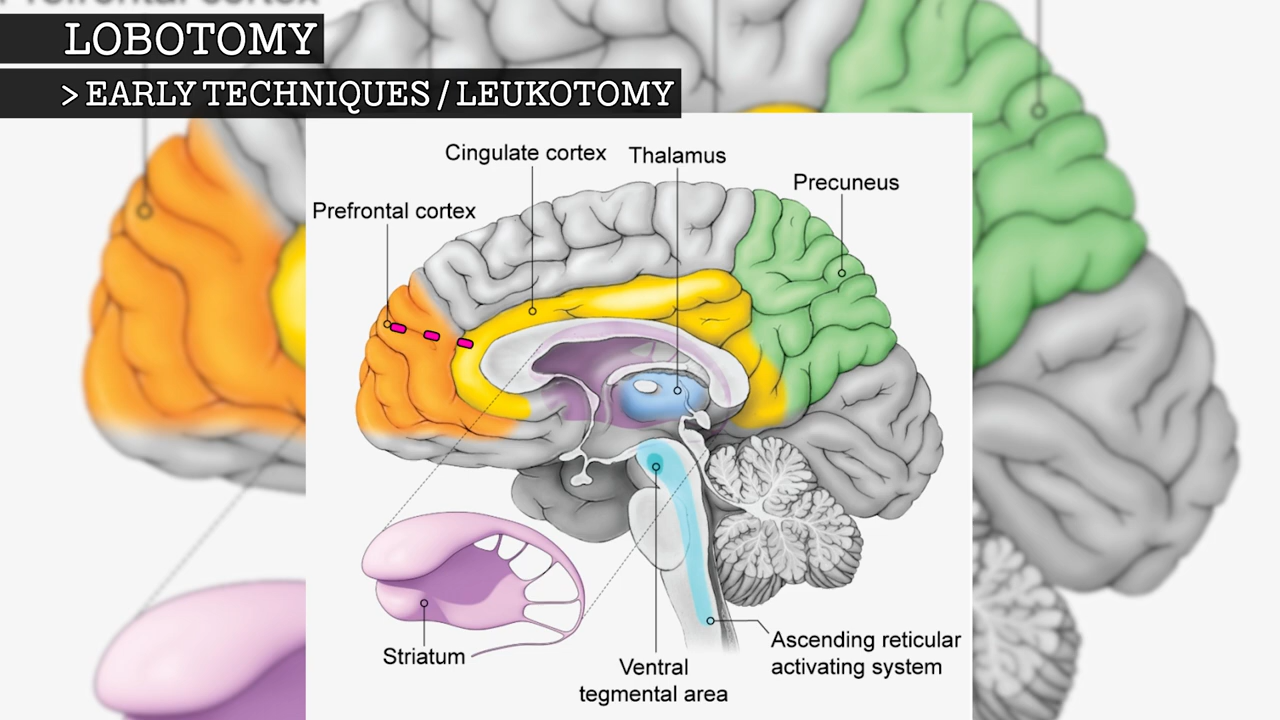 LOBOTOMY
> EARLY TECHNIQUES / LEUKOTOMY
Cingulate cortex
Thalamus
Precuneus
Prefrontal cortex
Striatum
Ventral
tegmental area
Ascending reticular
activating system